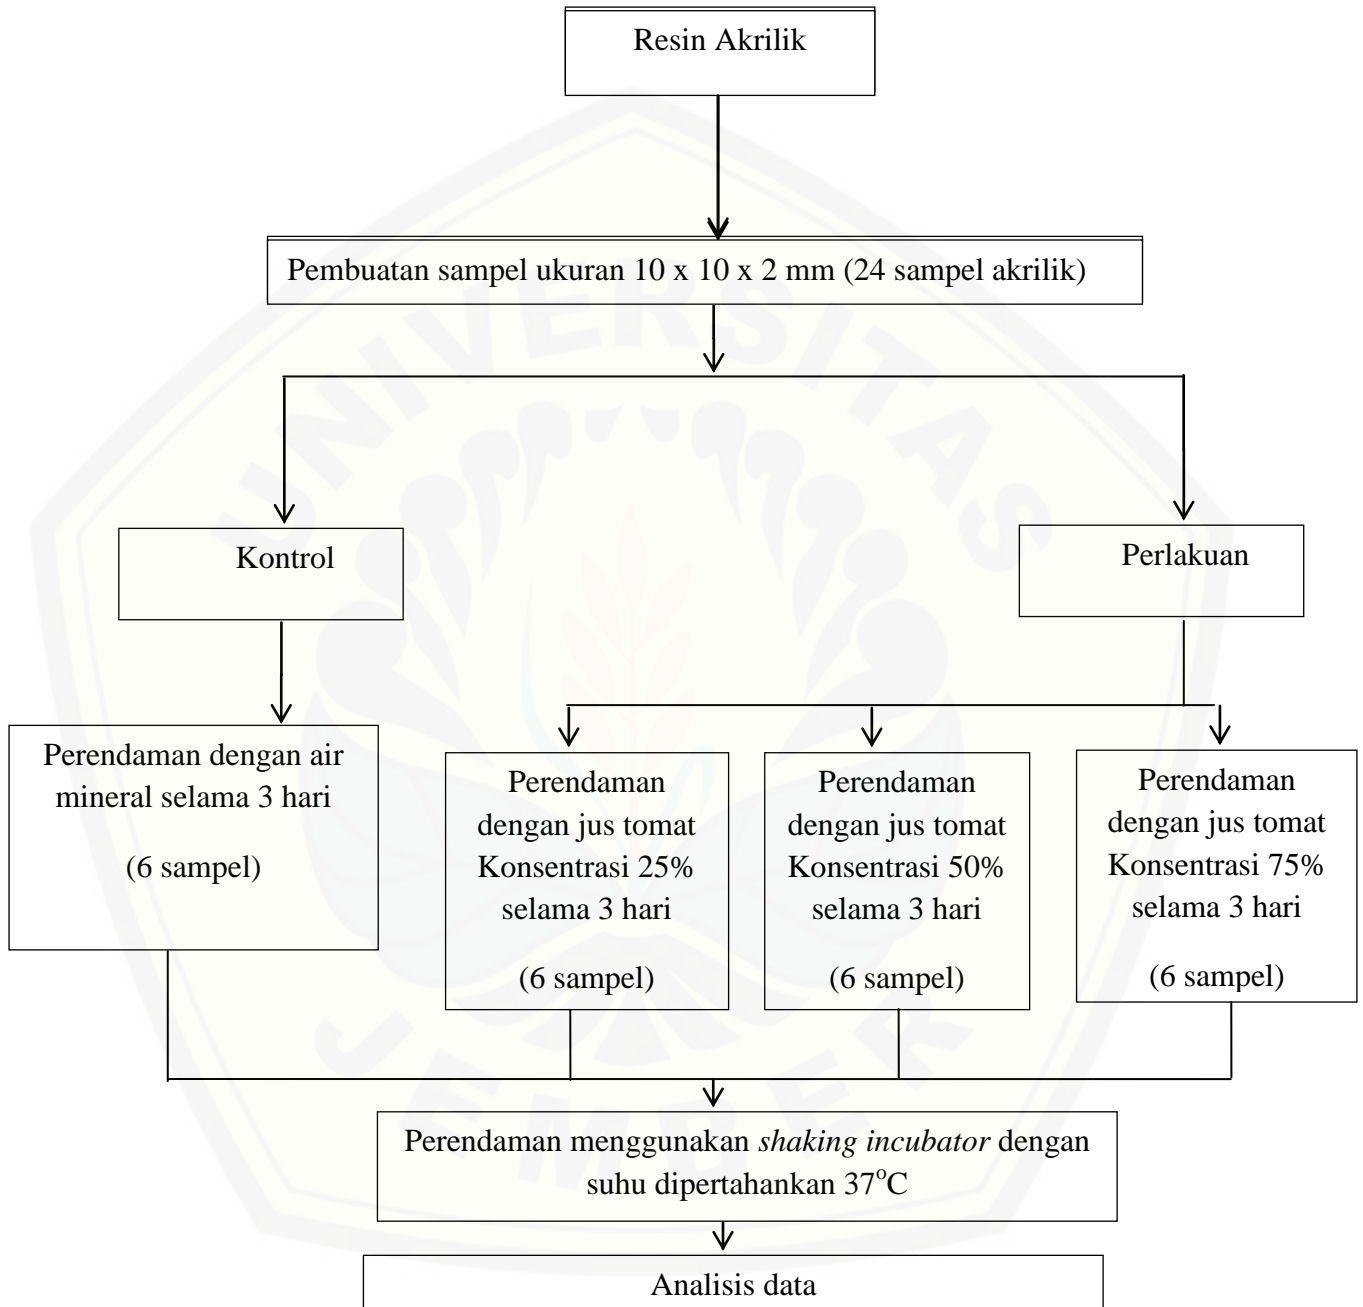 Resin Akrilik
Pembuatan sampel ukuran 10 x 10 x 2 mm (24 sampel akrilik)
Kontrol
Perlakuan
Perendaman dengan air
mineral selama 3 hari
(6 sampel)
Perendaman
dengan jus tomat
Konsentrasi 25%
selama 3 hari
(6 sampel)
Perendaman
dengan jus tomat
Konsentrasi 50%
selama 3 hari
(6 sampel)
Perendaman
dengan jus tomat
Konsentrasi 75%
selama 3 hari
(6 sampel)
Perendaman menggunakan shaking incubator dengan
suhu dipertahankan 37°C
Analisis data
UNIVERSITAS
JEMBER